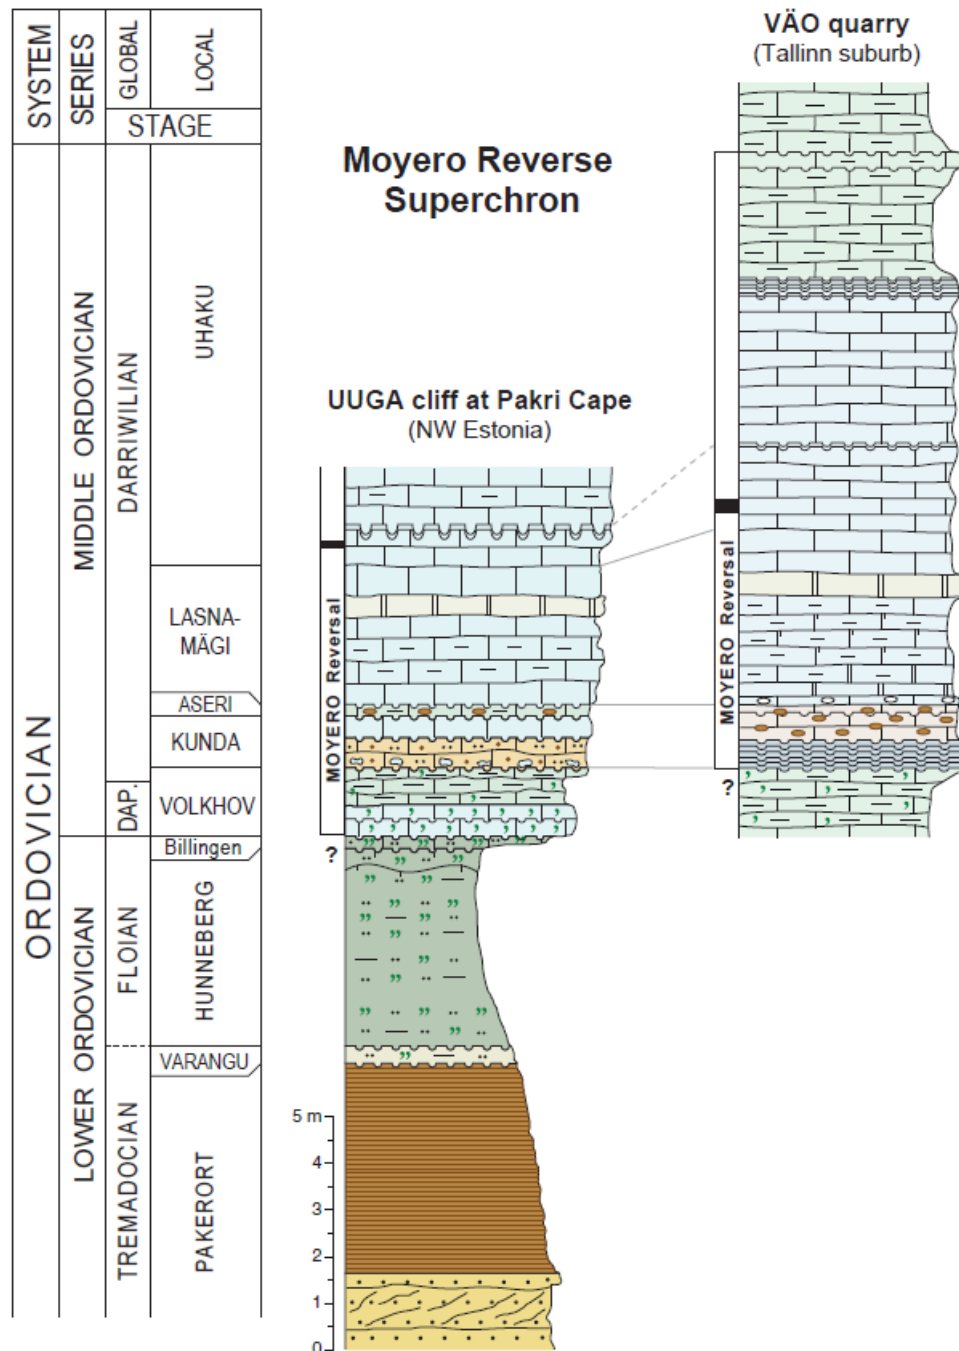 SYSTEM
SERIES
GLOBAL
LOCAL
STAGE
ORDOVICIAN
MIDDLE ORDOVICIAN
LOWER ORDOVICIAN
DARRIWILIAN
DAP.
FLOIAN
TREMADOCIAN
UHAKU
LASNA-
MÄGI
ASERI
KUNDA
VOLKHOV
Billingen
HUNNEBERG
VARANGU
PAKERORT
Moyero Reverse
Superchron
UUGA cliff at Pakri Cape
(NW Estonia)
MOYERO Reversal
?
5 m
4
3
2
1
0
VÄO quarry
(Tallinn suburb)
MOYERO Reversal
?